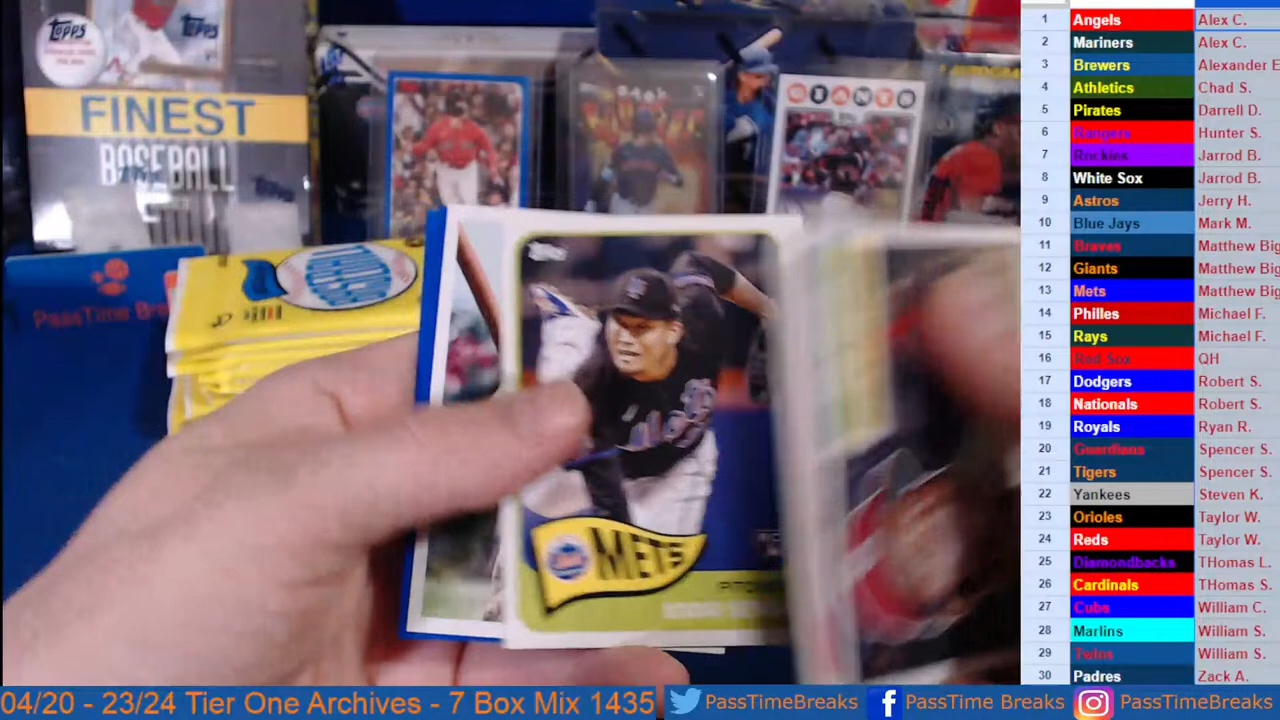 Topps
FINEST
BASEBALL
Topps
GIANTS
PassTime Bre
METS
1 Angels Alex C.
2 Mariners Alex C.
3 Brewers Alexander E
4 Athletics Chad S.
5 Pirates Darrell D.
6 Rangers Hunter S.
7 Rockies Jarrod B.
8 White Sox Jarrod B.
9 Astros Jerry H.
10 Blue Jays Mark M.
11 Braves Matthew Big
12 Giants Matthew Big
13 Mets Matthew Big
14 Philles Michael F.
15 Rays Michael F.
16 Red Sox QH
17 Dodgers Robert S.
18 Nationals Robert S.
19 Royals Ryan R.
20 Guardians Spencer S.
21 Tigers Spencer S.
22 Yankees Steven K.
23 Orioles Taylor W.
24 Reds Taylor W.
25 Diamondbacks THomas L.
26 Cardinals THomas S.
27 Cubs William C.
28 Marlins William S.
29 Twins William S.
30 Padres Zack A.
04/20 - 23/24 Tier One Archives - 7 Box Mix 1435 PassTimeBreaks PassTime Breaks PassTimeBreaks